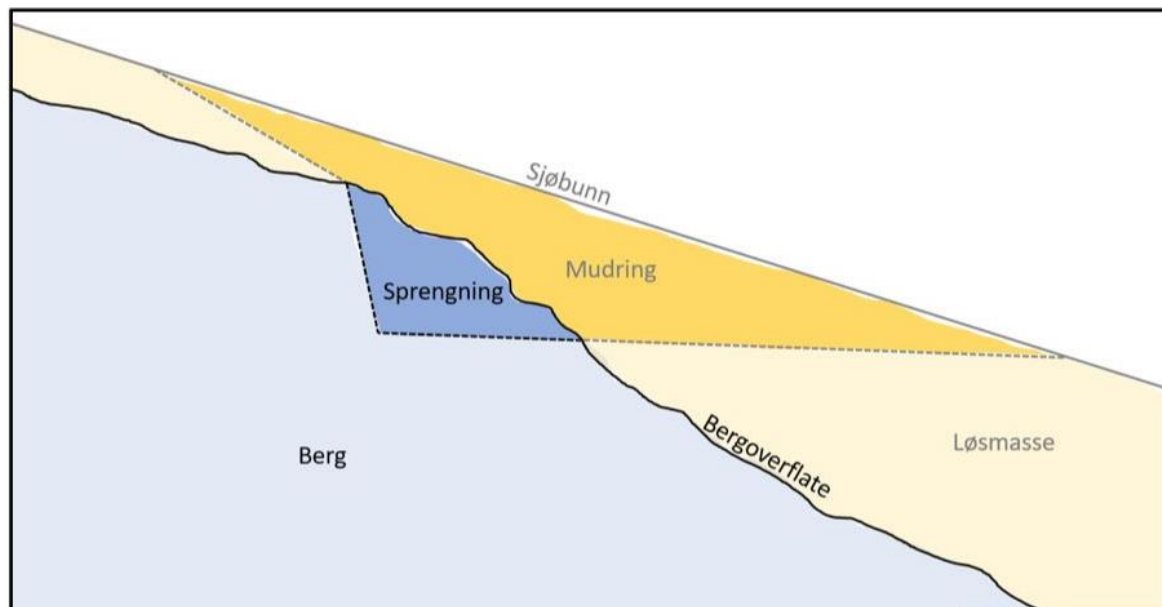 Sjøbunn
Mudring
Sprengning
Bergoverflate
Løsmasse
Berg